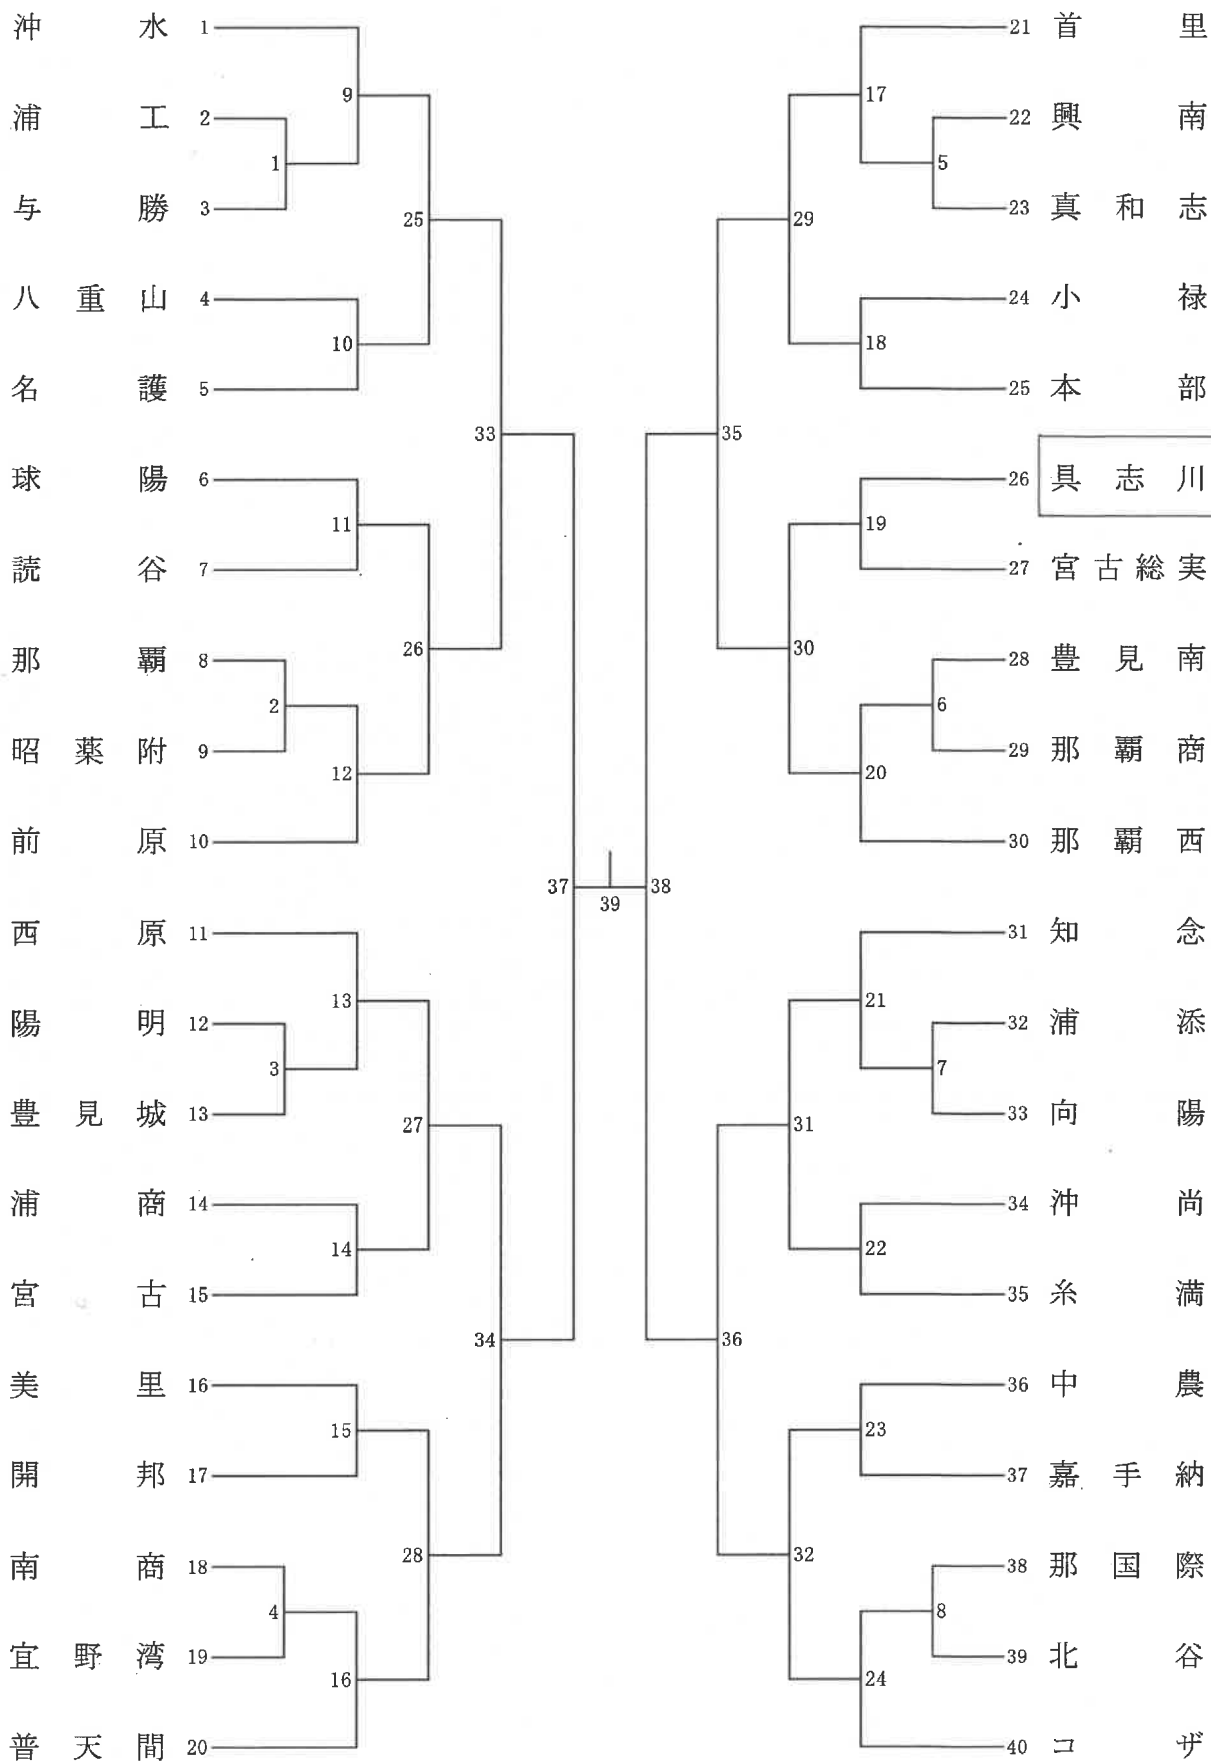 沖水 1
浦工 2
与勝 3
八重山 4
名護 5
球陽 6
読谷 7
那覇 8
昭薬附 9
前原 10
西原 11
陽明 12
豊見城 13
浦商 14
宮古 15
美里 16
開邦 17
南商 18
宜野湾 19
普天間 20
1
2
3
4
9
10
11
12
13
14
15
16
25
26
27
28
33
34
37
39
38
35
36
29
30
31
32
17
18
19
20
21
22
23
24
5
6
7
8
21 首里
22 興南
23 真和志
24 小禄
25 本部
26 具志川
27 宮古総実
28 豊見南
29 那覇商
30 那覇西
31 知念
32 浦添
33 向陽
34 沖尚
35 糸満
36 中農
37 嘉手納
38 那国際
39 北谷
40 コザ